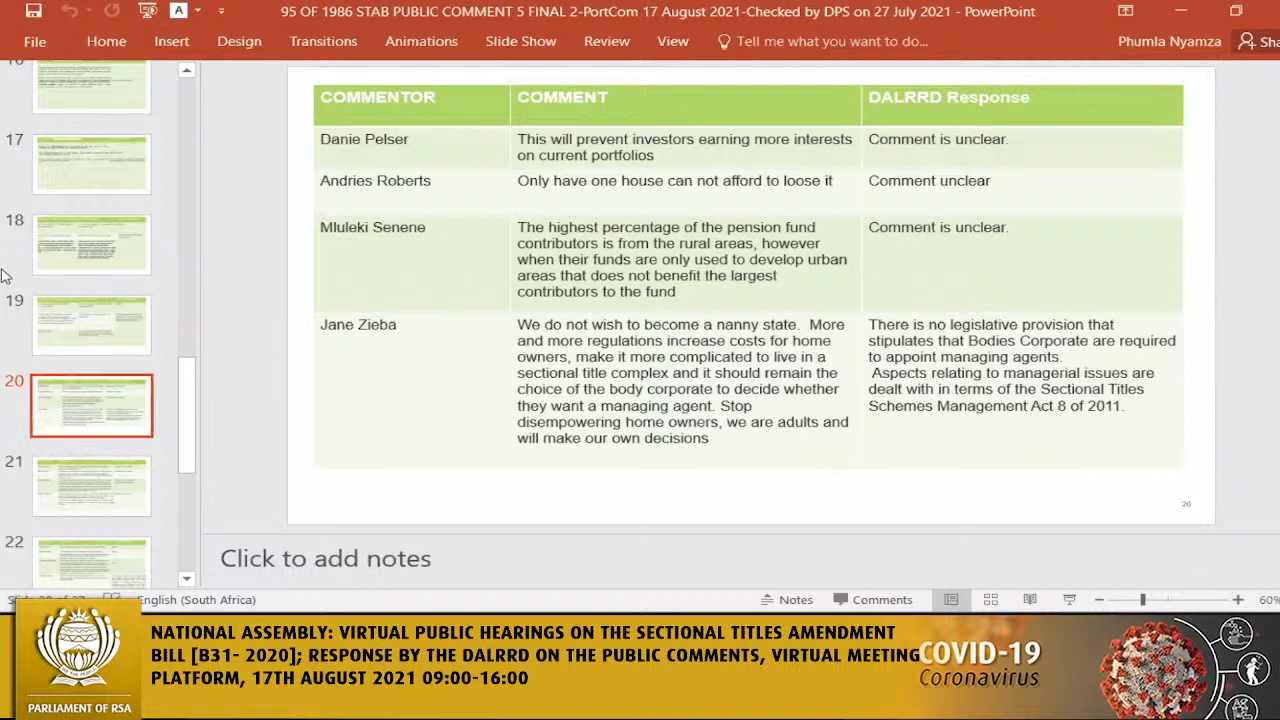 95 OF 1986 STAB PUBLIC COMMENT 5 FINAL 2-PortCom 17 August 2021-Checked by DPS on 27 July 2021 - PowerPoint
File Home Insert Design Transitions Animations Slide Show Review View Tell me what you want to do... Phumla Nyamza Sha
17
18
19
20
21
22
COMMENTOR COMMENT DALRRD Response
Danie Pelser
This will prevent investors earning more interests
on current portfolios
Comment is unclear.
Andries Roberts
Only have one house can not afford to loose it
Comment unclear
Mluleki Senene
The highest percentage of the pension fund
contributors is from the rural areas, however
when their funds are only used to develop urban
areas that does not benefit the largest
contributors to the fund
Comment is unclear.
Jane Zieba
We do not wish to become a nanny state. More
and more regulations increase costs for home
owners, make it more complicated to live in a
sectional title complex and it should remain the
choice of the body corporate to decide whether
they want a managing agent. Stop
disempowering home owners, we are adults and
will make our own decisions
There is no legislative provision that
stipulates that Bodies Corporate are required
to appoint managing agents.
Aspects relating to managerial issues are
dealt with in terms of the Sectional Titles
Schemes Management Act 8 of 2011.
20
Click to add notes
English (South Africa) Notes Comments 60%
NATIONAL ASSEMBLY: VIRTUAL PUBLIC HEARINGS ON THE SECTIONAL TITLES AMENDMENT
BILL [B31- 2020]; RESPONSE BY THE DALRRD ON THE PUBLIC COMMENTS, VIRTUAL MEETING
PLATFORM, 17TH AUGUST 2021 09:00-16:00
COVID-19
Coronavirus
PARLIAMENT OF RSA